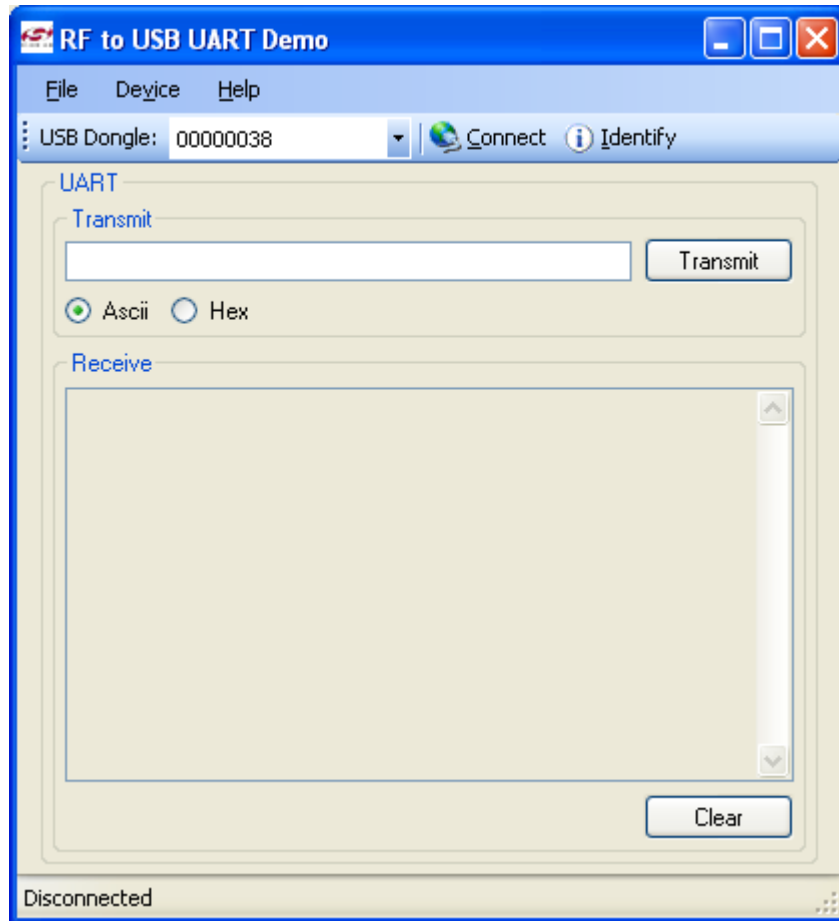 RF to USB UART Demo
File Device Help
USB Dongle: 00000038 Connect Identify
UART
Transmit
Transmit
Ascii Hex
Receive
Clear
Disconnected